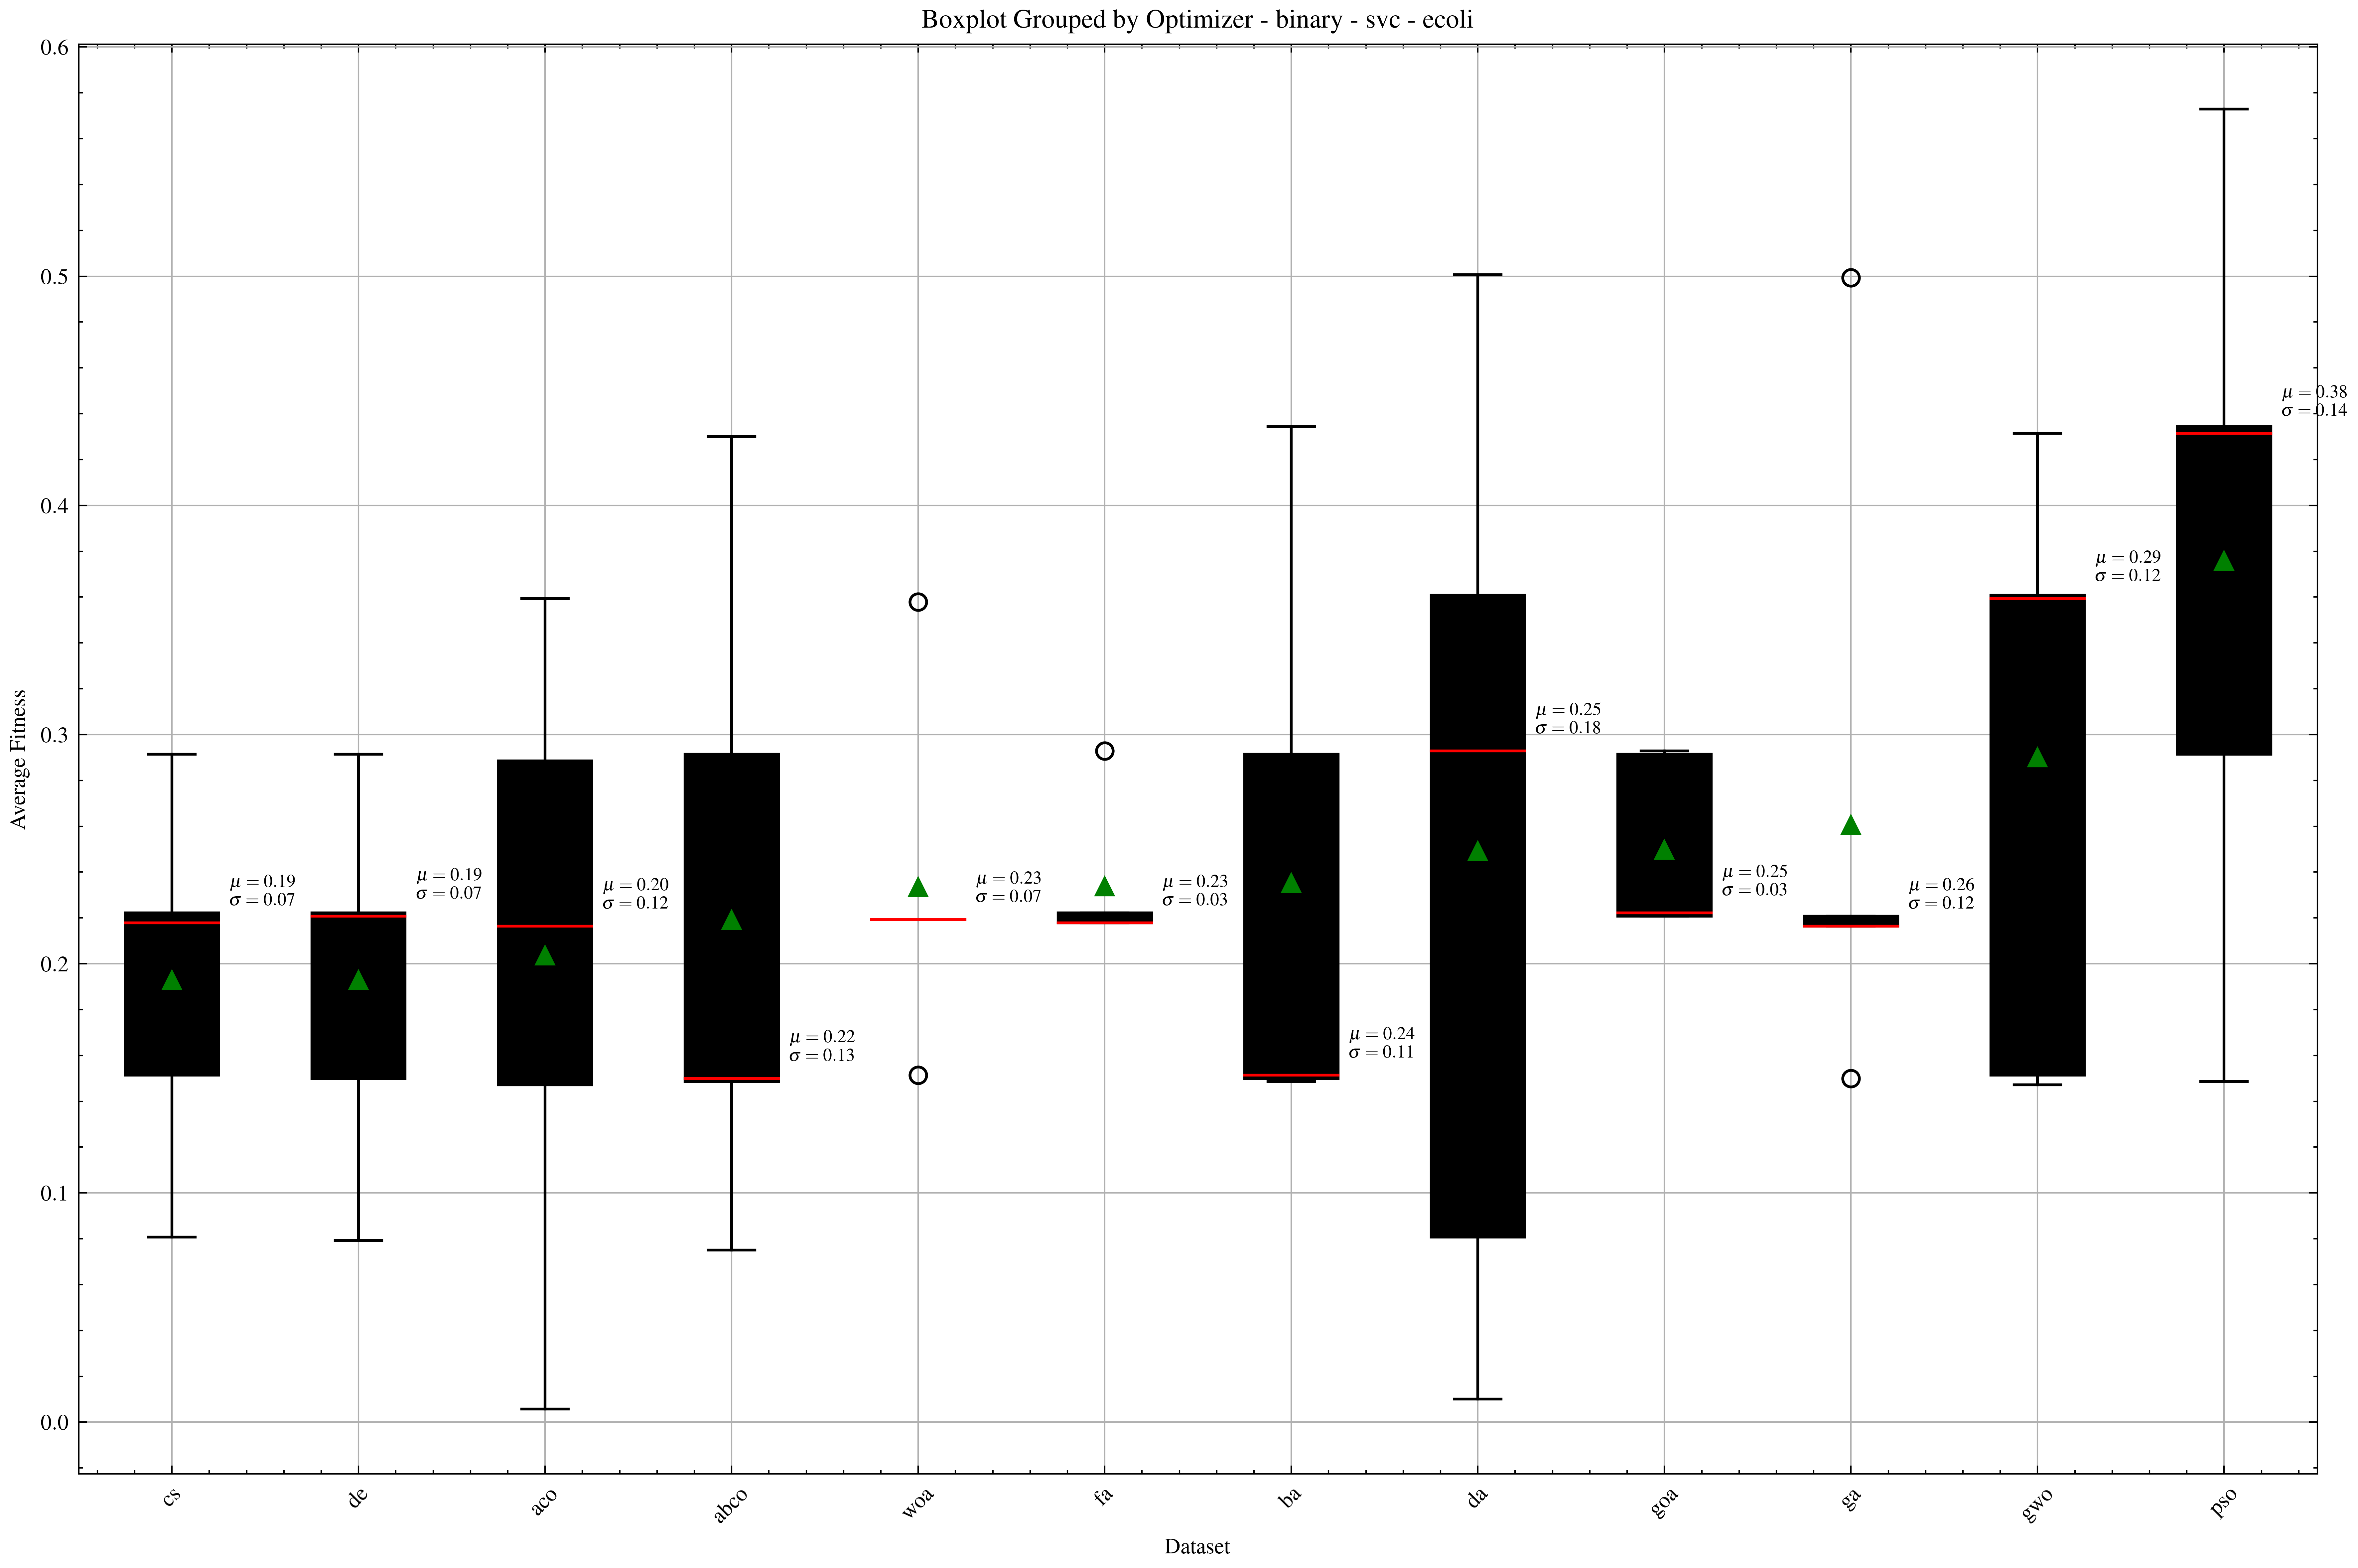 Boxplot Grouped by Optimizer - binary - svc - ecoli
0.6
0.5
0.4
0.3
0.2
0.1
0.0
Average Fitness
μ = 0.19
σ = 0.07
μ = 0.19
σ = 0.07
μ = 0.20
σ = 0.12
μ = 0.22
σ = 0.13
μ = 0.23
σ = 0.07
μ = 0.23
σ = 0.03
μ = 0.24
σ = 0.11
μ = 0.25
σ = 0.18
μ = 0.25
σ = 0.03
μ = 0.26
σ = 0.12
μ = 0.29
σ = 0.12
μ = 0.38
σ = 0.14
cs
de
aco
abco
woa
fa
ba
da
goa
ga
gwo
pso
Dataset